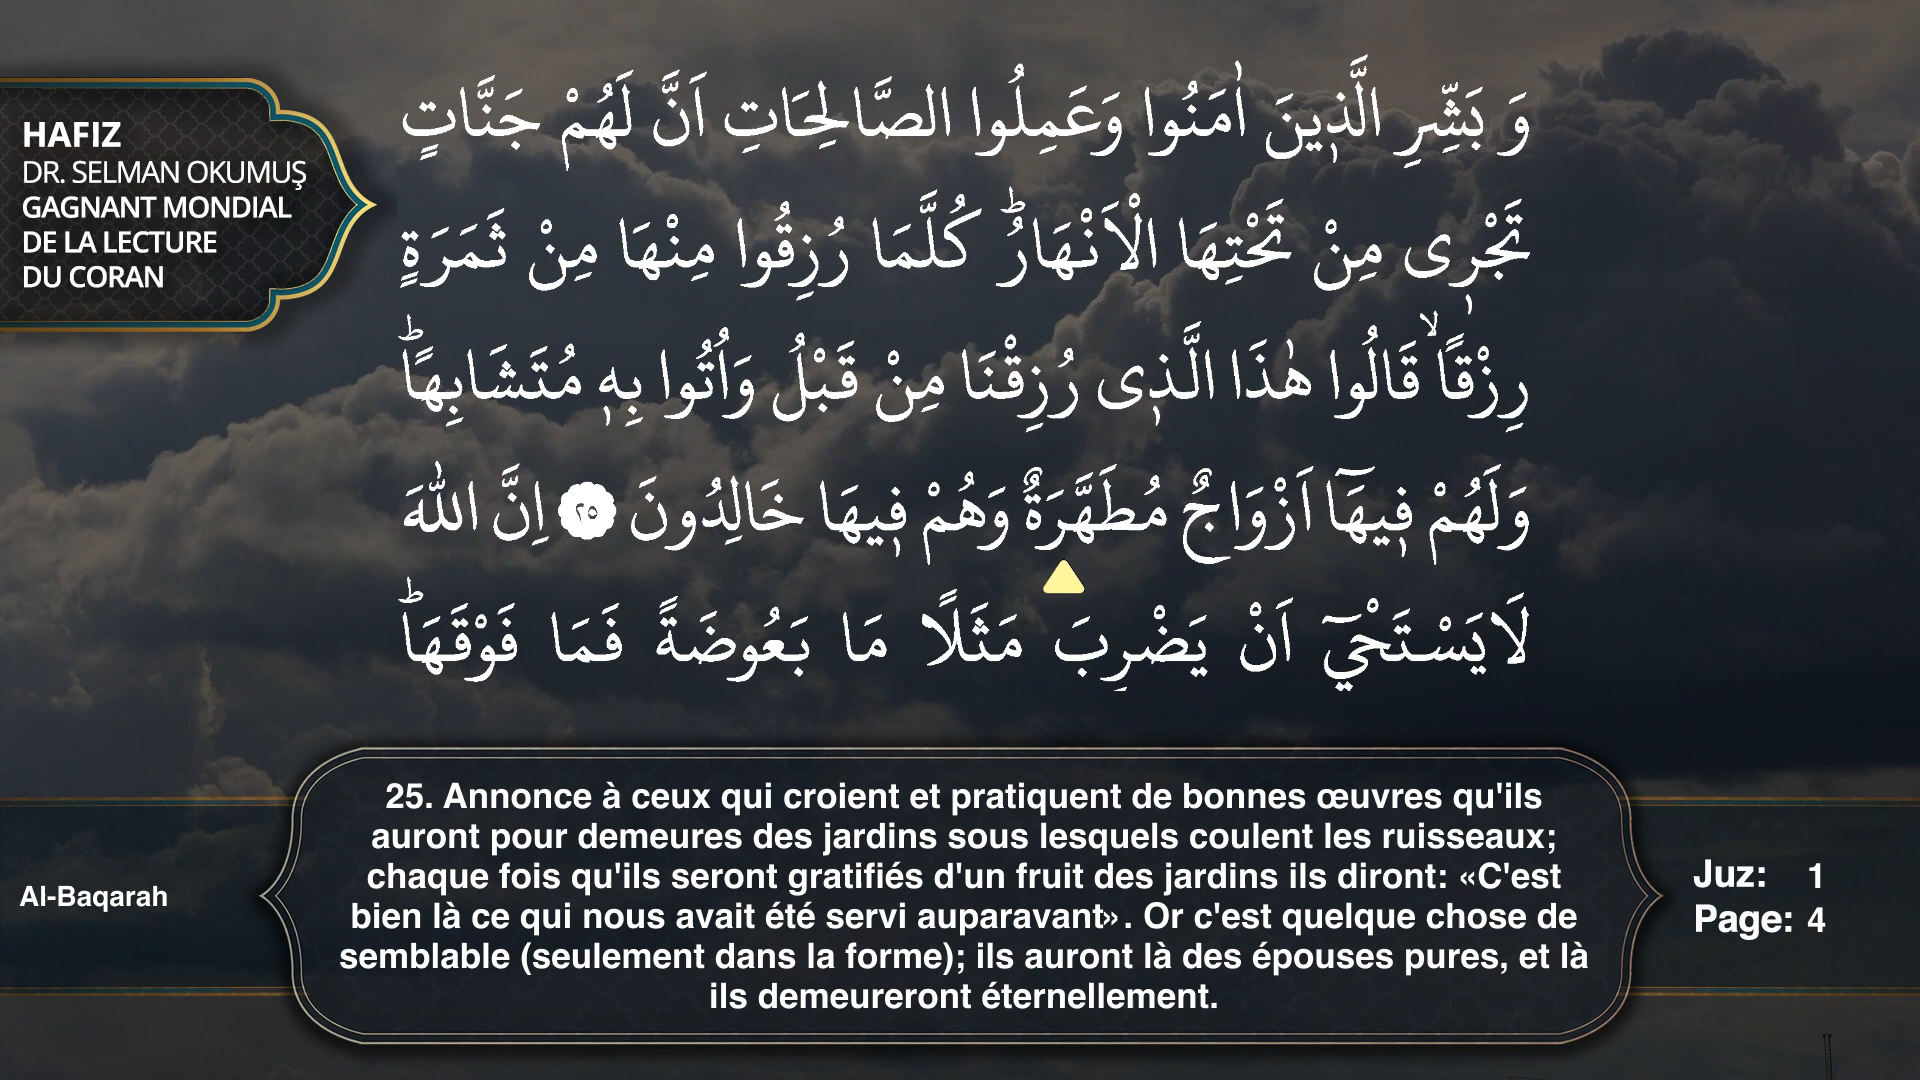 HAFIZ
DR. SELMAN OKUMUŞ
GAGNANT MONDIAL
DE LA LECTURE
DU CORAN
وَ بَشِّرِ الَّذ۪ينَ اٰمَنُوا وَعَمِلُوا الصَّالِحَاتِ اَنَّ لَهُمْ جَنَّاتٍ
تَجْر۪ى مِنْ تَحْتِهَا الْاَنْهَارُۜ كُلَّمَا رُزِقُوا مِنْهَا مِنْ ثَمَرَةٍ
رِزْقًاۙ قَالُوا هٰذَا الَّذ۪ى رُزِقْنَا مِنْ قَبْلُ وَاُتُوا بِه۪ مُتَشَابِهًاۜ
وَلَهُمْ ف۪يهَٓا اَزْوَاجٌ مُطَهَّرَةٌ وَهُمْ ف۪يهَا خَالِدُونَ ٢٥ اِنَّ اللّٰهَ
لَا يَسْتَحْي۪ٓ اَنْ يَضْرِبَ مَثَلًا مَا بَعُوضَةً فَمَا فَوْقَهَاۜ
25. Annonce à ceux qui croient et pratiquent de bonnes œuvres qu'ils
auront pour demeures des jardins sous lesquels coulent les ruisseaux;
chaque fois qu'ils seront gratifiés d'un fruit des jardins ils diront: «C'est
bien là ce qui nous avait été servi auparavant». Or c'est quelque chose de
semblable (seulement dans la forme); ils auront là des épouses pures, et là
ils demeureront éternellement.
Al-Baqarah
Juz: 1
Page: 4